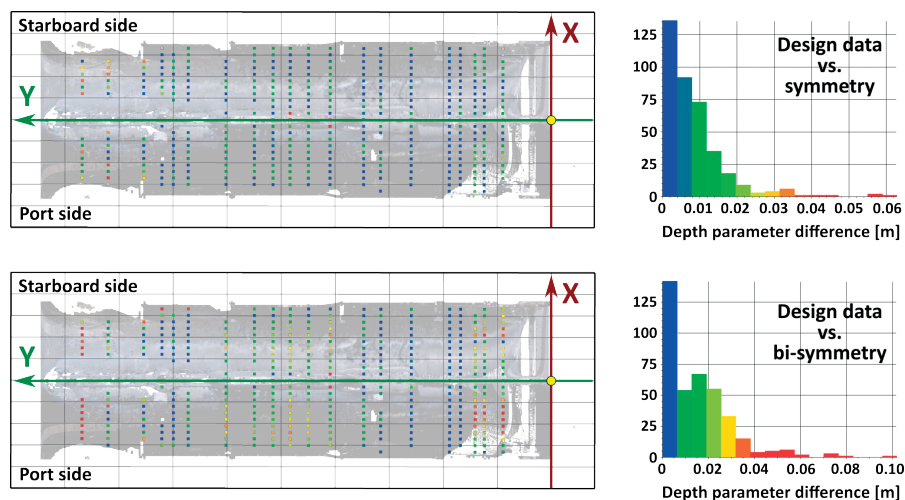 Starboard side
X
Y
Port side
Design data
vs.
symmetry
125
100
75
50
25
0
0 0.01 0.02 0.03 0.04 0.05 0.06
Depth parameter difference [m]
Starboard side
X
Y
Port side
Design data
vs.
bi-symmetry
125
100
75
50
25
0
0 0.02 0.04 0.06 0.08 0.10
Depth parameter difference [m]